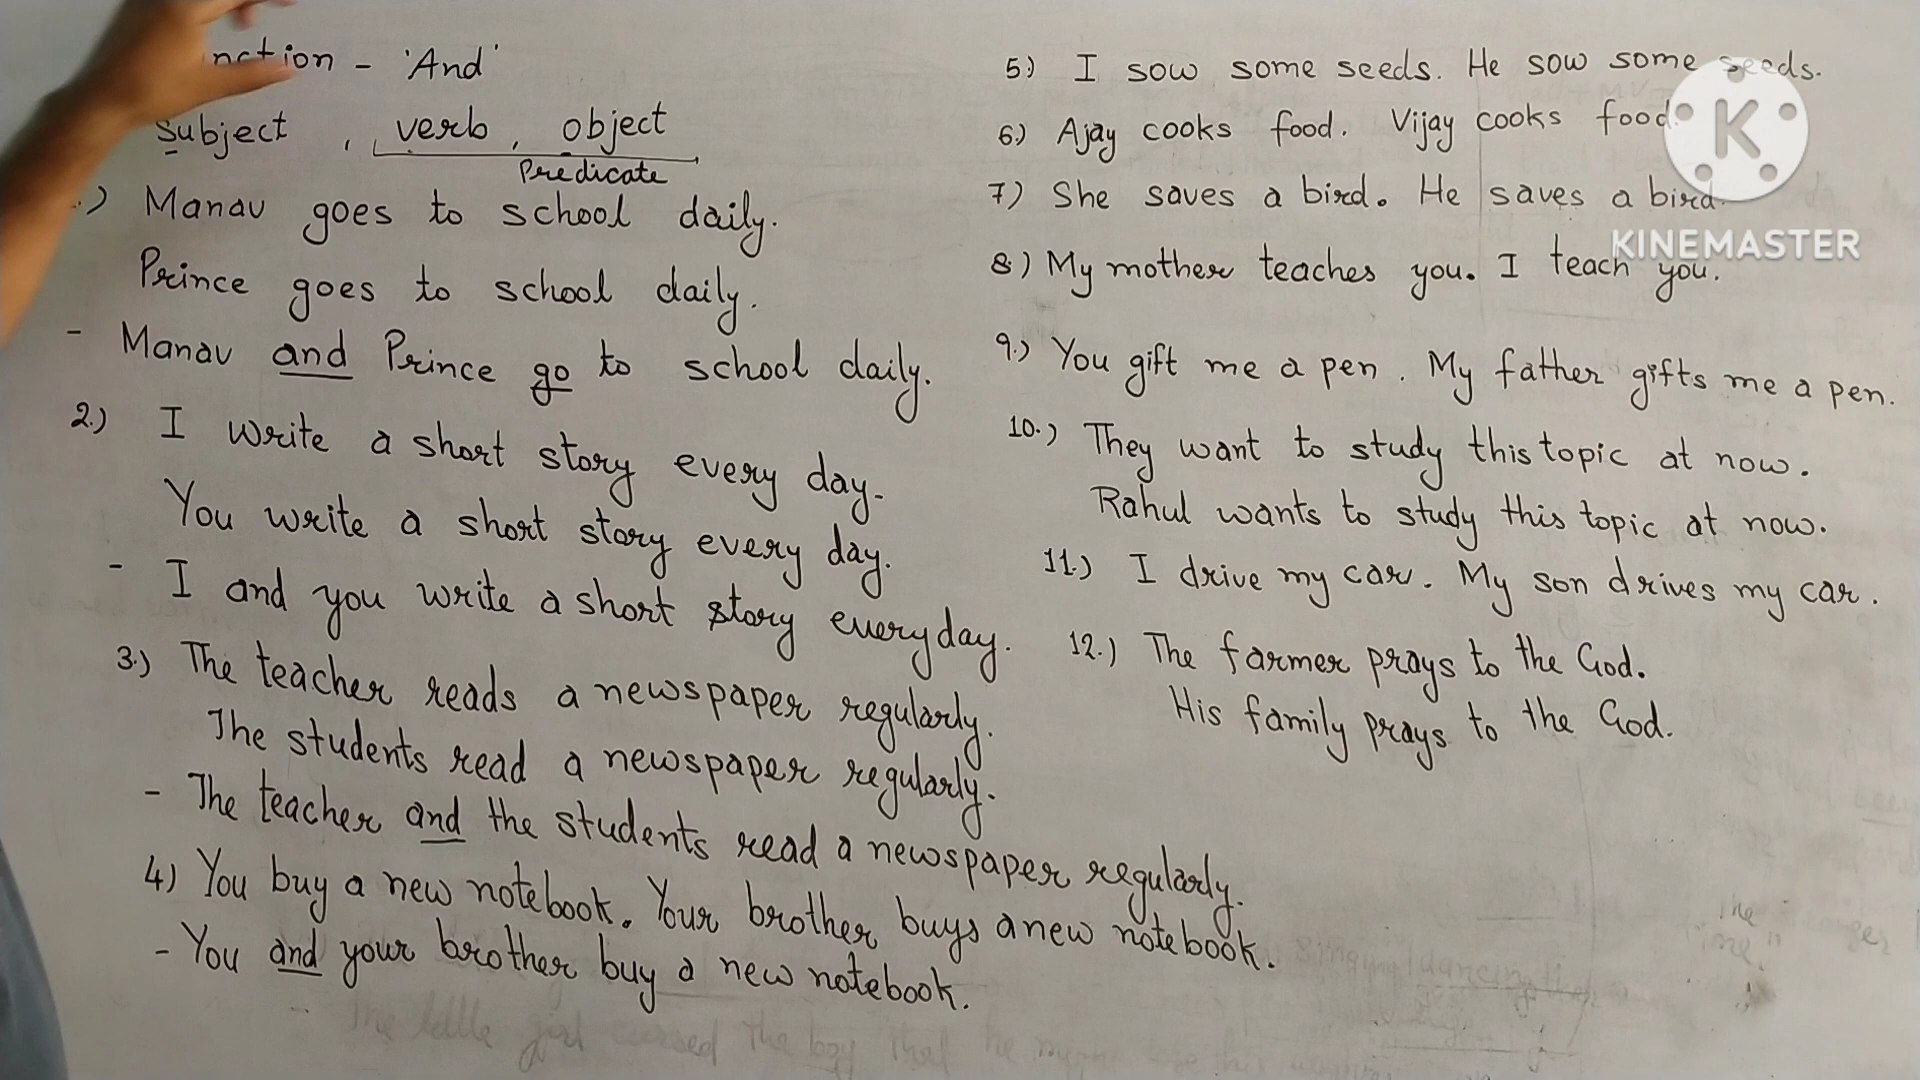 nction - 'And'
Subject , verb , object
Predicate
.) Manav goes to school daily.
Prince goes to school daily.
- Manav and Prince go to school daily.
2.) I write a short story every day.
You write a short story every day.
- I and you write a short story everyday.
3.) The teacher reads a newspaper regularly.
The students read a newspaper regularly.
- The teacher and the students read a newspaper regularly.
4) You buy a new notebook. Your brother buys a new notebook.
- You and your brother buy a new notebook.
5.) I sow some seeds. He sow some seeds.
6.) Ajay cooks food. Vijay cooks food.
7) She saves a bird. He saves a bird.
8.) My mother teaches you. I teach you.
9.) You gift me a pen. My father gifts me a pen.
10.) They want to study this topic at now.
Rahul wants to study this topic at now.
11.) I drive my car. My son drives my car.
12.) The farmer prays to the God.
His family prays to the God.
K
KINEMASTER